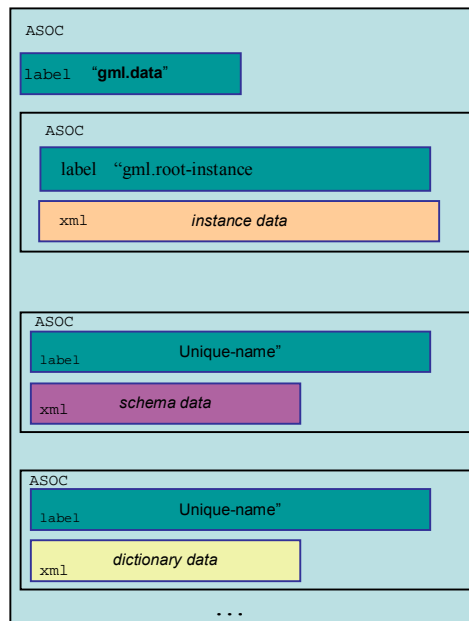 ASOC
label "gml.data"
ASOC
label “gml.root-instance
xml instance data
ASOC
label Unique-name”
xml schema data
ASOC
label Unique-name”
xml dictionary data
...